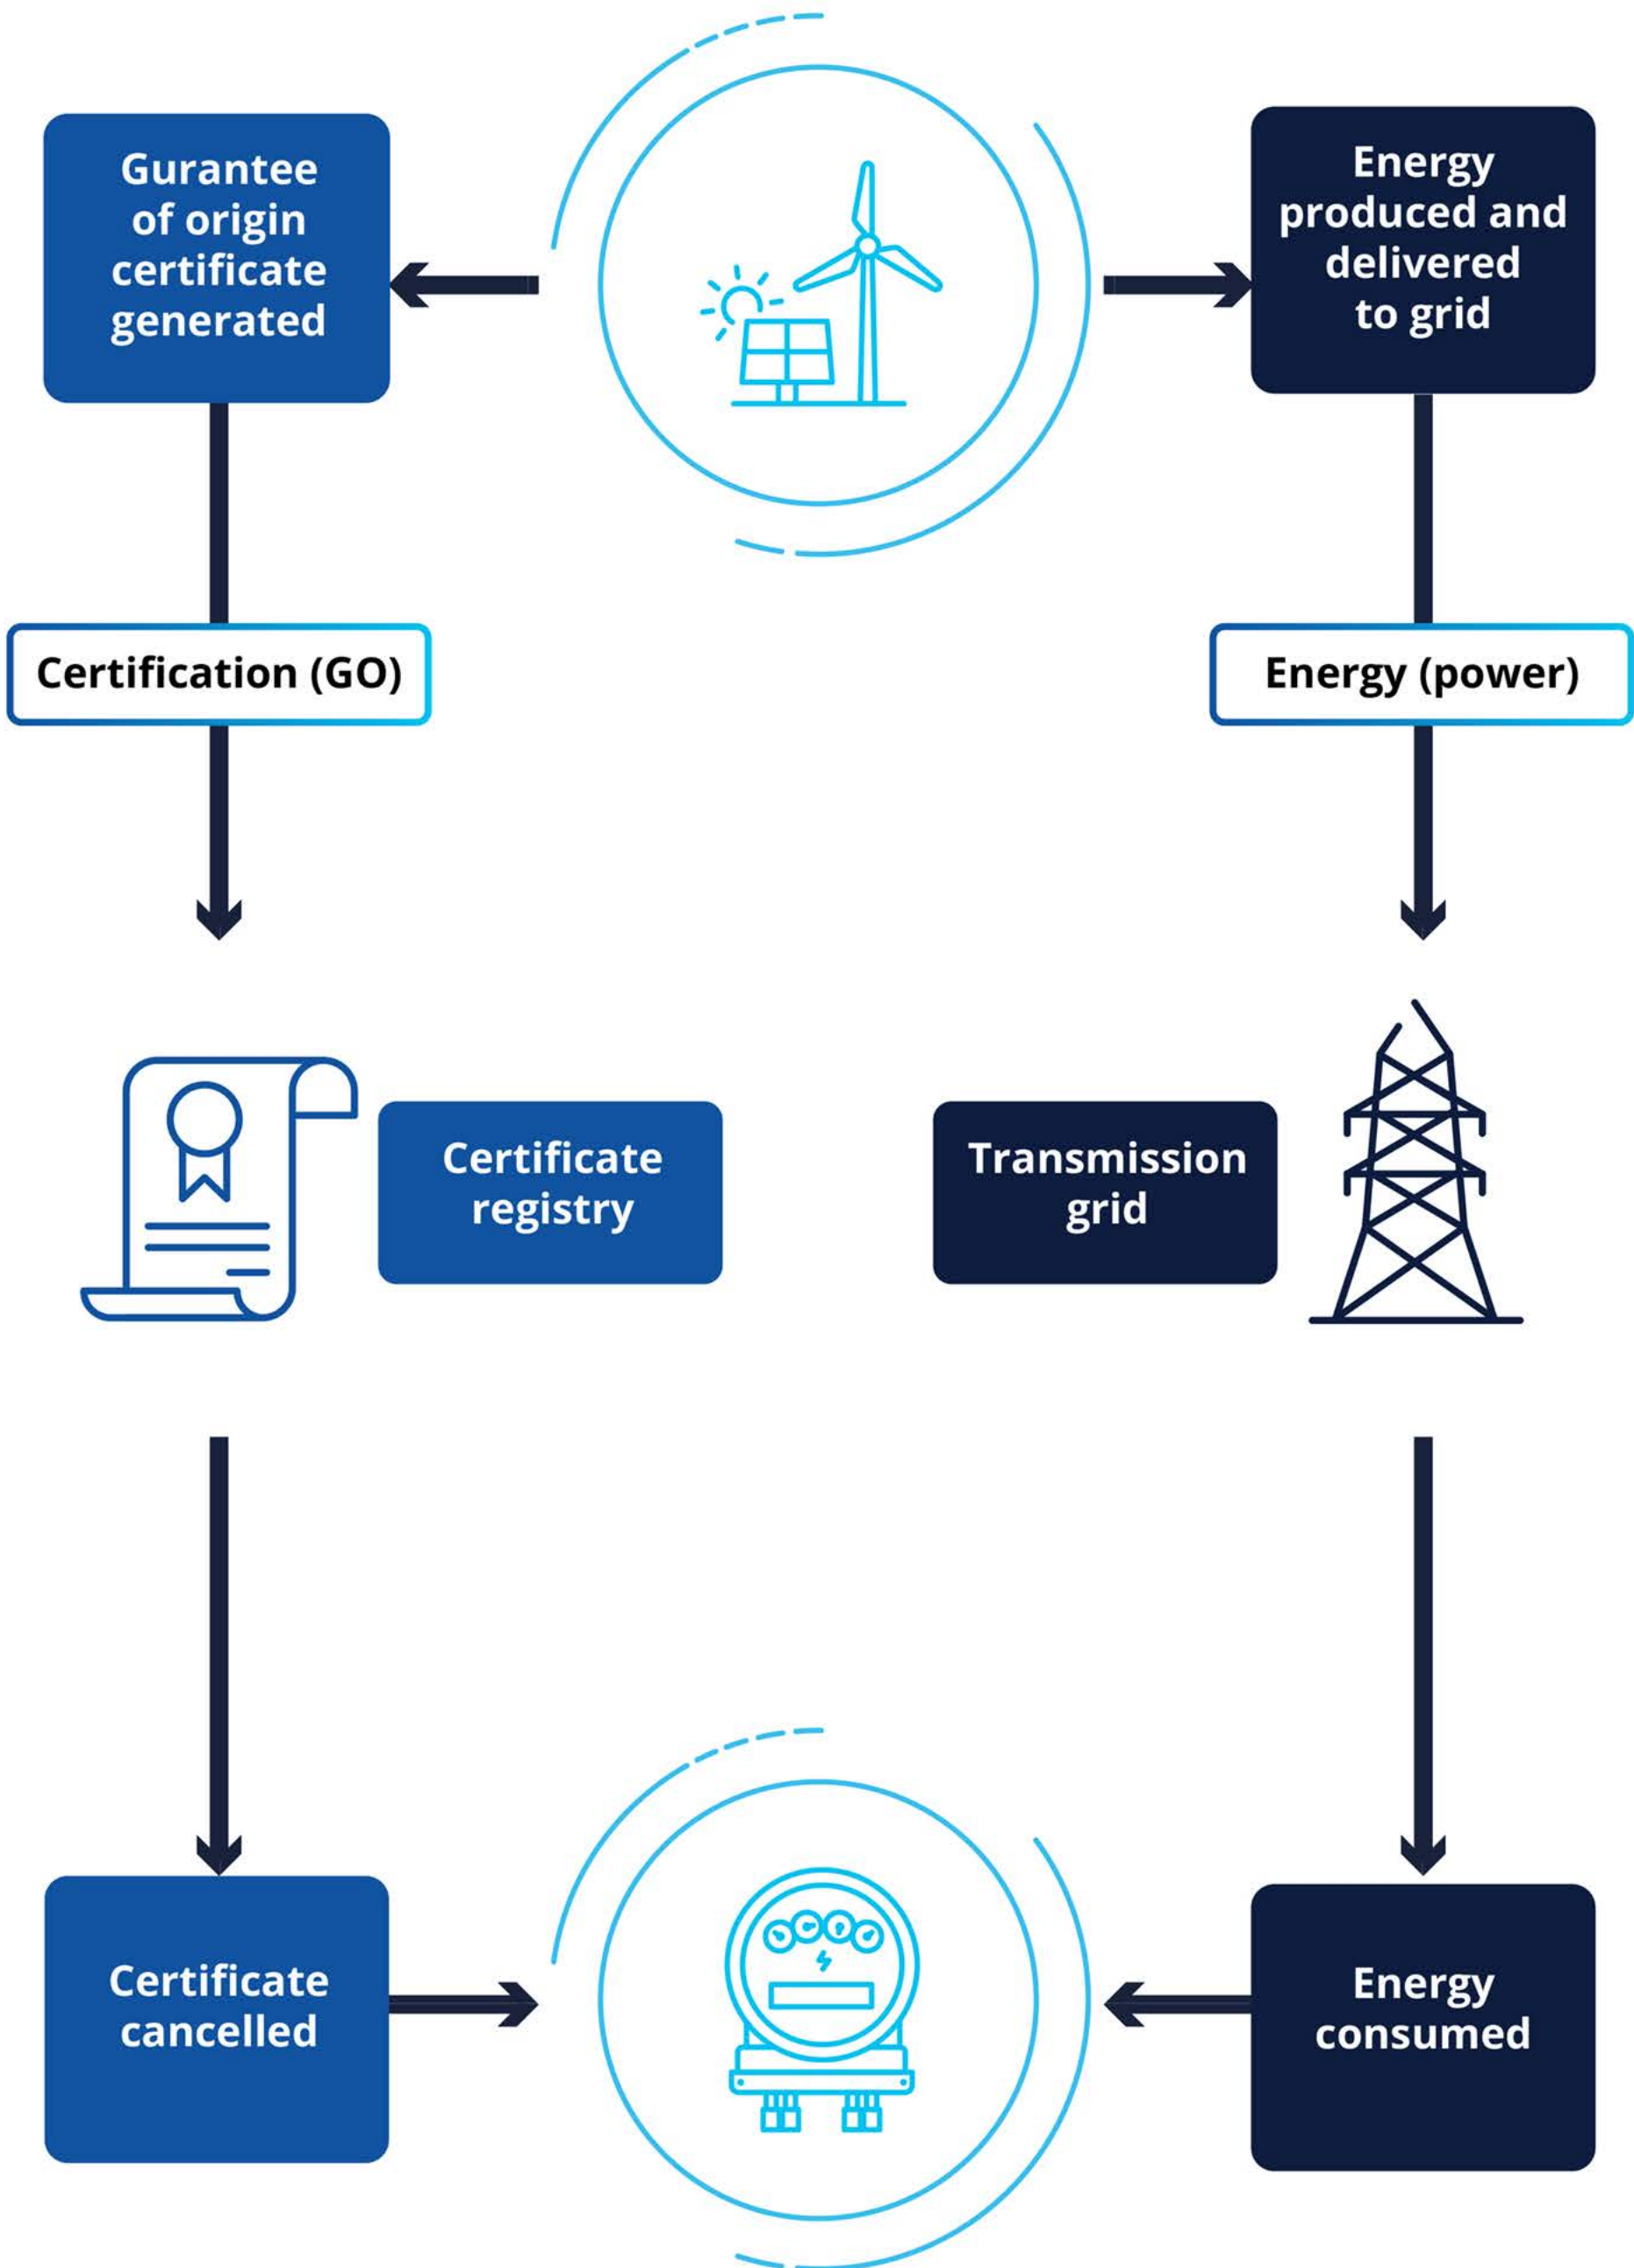 Gurantee
of origin
certificate
generated
Energy
produced and
delivered
to grid
Certification (GO)
Energy (power)
Certificate
registry
Transmission
grid
Certificate
cancelled
Energy
consumed